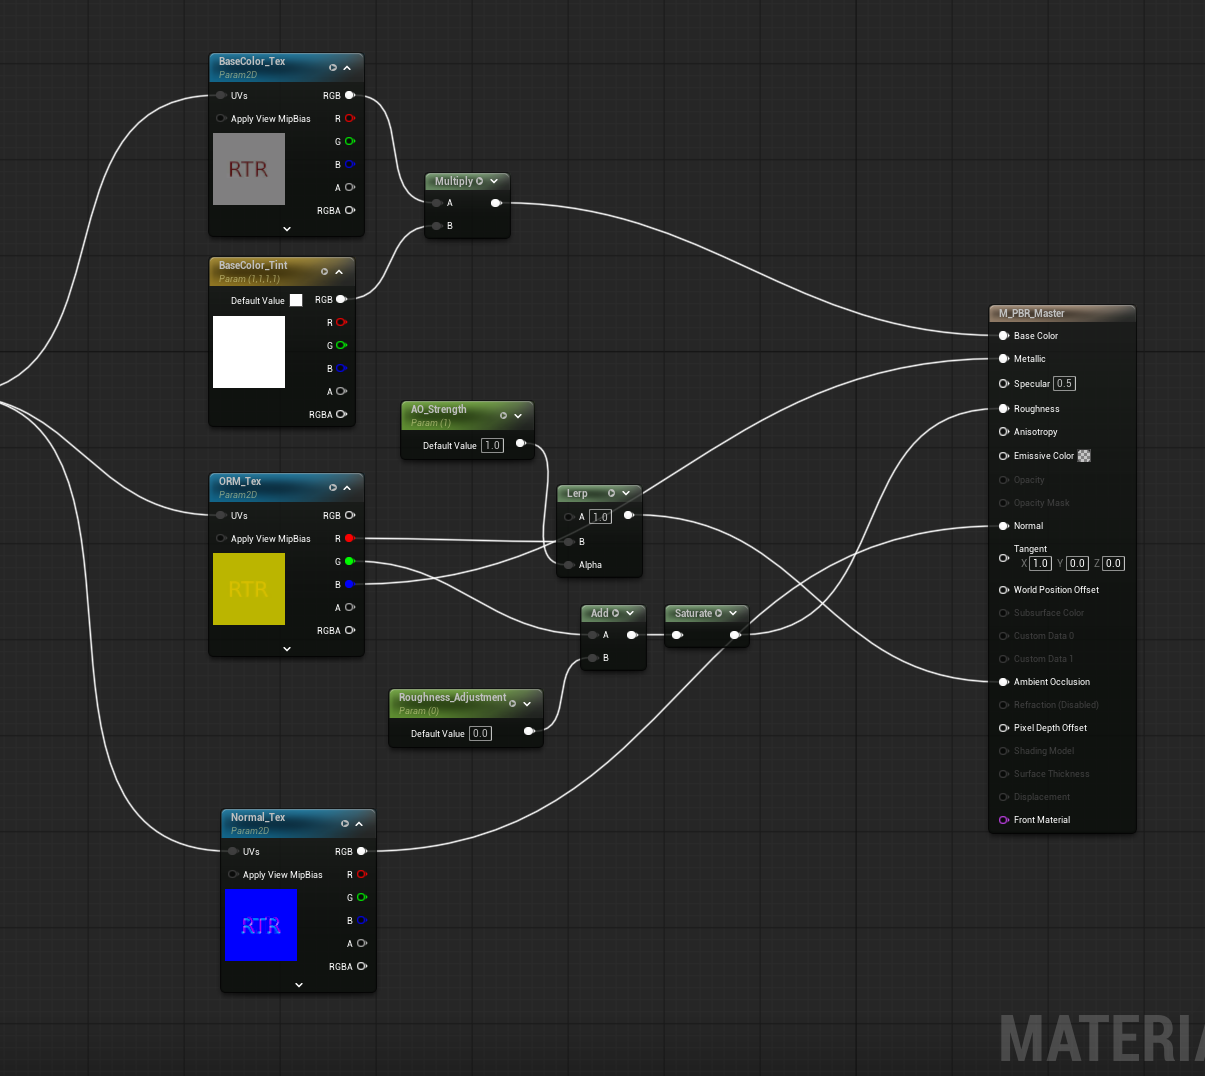 BaseColor_Tex
Param2D
UVs RGB
Apply View MipBias R
G
B
A
RGBA
RTR
Multiply
A
B
BaseColor_Tint
Param (1,1,1,1)
Default Value RGB
R
G
B
A
RGBA
AO_Strength
Param (1)
Default Value 1.0
ORM_Tex
Param2D
UVs RGB
Apply View MipBias R
G
B
A
RGBA
RTR
Lerp
A 1.0
B
Alpha
Add
A
B
Saturate
Roughness_Adjustment
Param (0)
Default Value 0.0
Normal_Tex
Param2D
UVs RGB
Apply View MipBias R
G
B
A
RGBA
RTR
M_PBR_Master
Base Color
Metallic
Specular 0.5
Roughness
Anisotropy
Emissive Color
Opacity
Opacity Mask
Normal
Tangent
X 1.0 Y 0.0 Z 0.0
World Position Offset
Subsurface Color
Custom Data 0
Custom Data 1
Ambient Occlusion
Refraction (Disabled)
Pixel Depth Offset
Shading Model
Surface Thickness
Displacement
Front Material
MATERIA